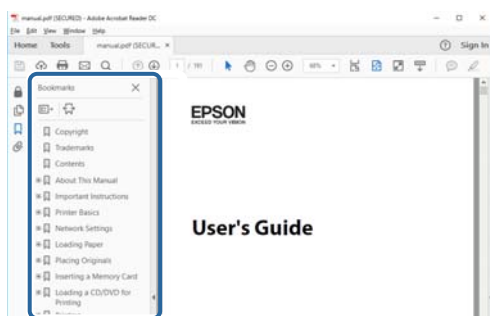 manual.pdf (SECURED) - Adobe Acrobat Reader DC
File Edit View Window Help
Home Tools manual.pdf (SECUR... ×
Sign In
1 / 191
Bookmarks
Copyright
Trademarks
Contents
About This Manual
Important Instructions
Printer Basics
Network Settings
Loading Paper
Placing Originals
Inserting a Memory Card
Loading a CD/DVD for
Printing
EPSON
EXCEED YOUR VISION
User's Guide